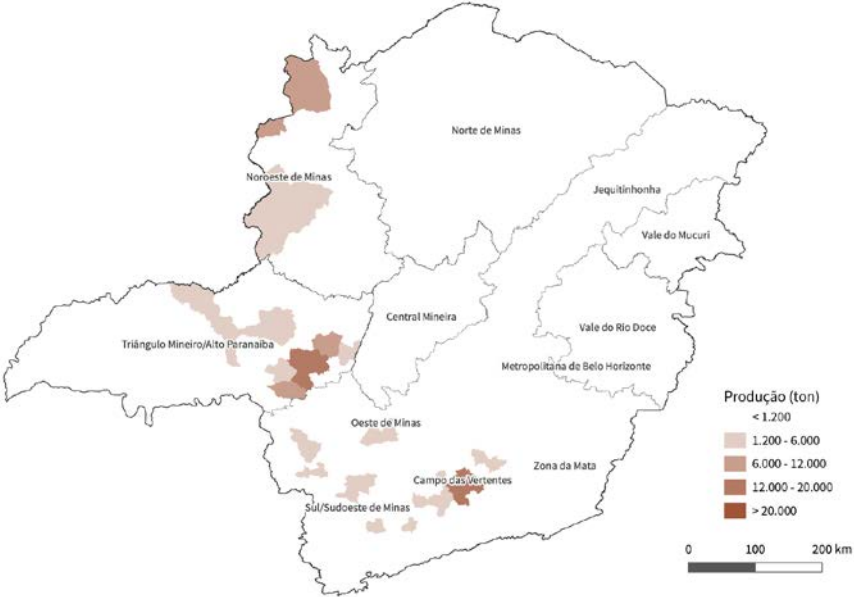 Norte de Minas
Noroeste de Minas
Jequitinhonha
Vale do Mucuri
Central Mineira
Vale do Rio Doce
Triângulo Mineiro/Alto Paranaíba
Metropolitana de Belo Horizonte
Produção (ton)
< 1.200
1.200 - 6.000
6.000 - 12.000
12.000 - 20.000
> 20.000
Oeste de Minas
Zona da Mata
Campo das Vertentes
Sul/Sudoeste de Minas
0 100 200 km